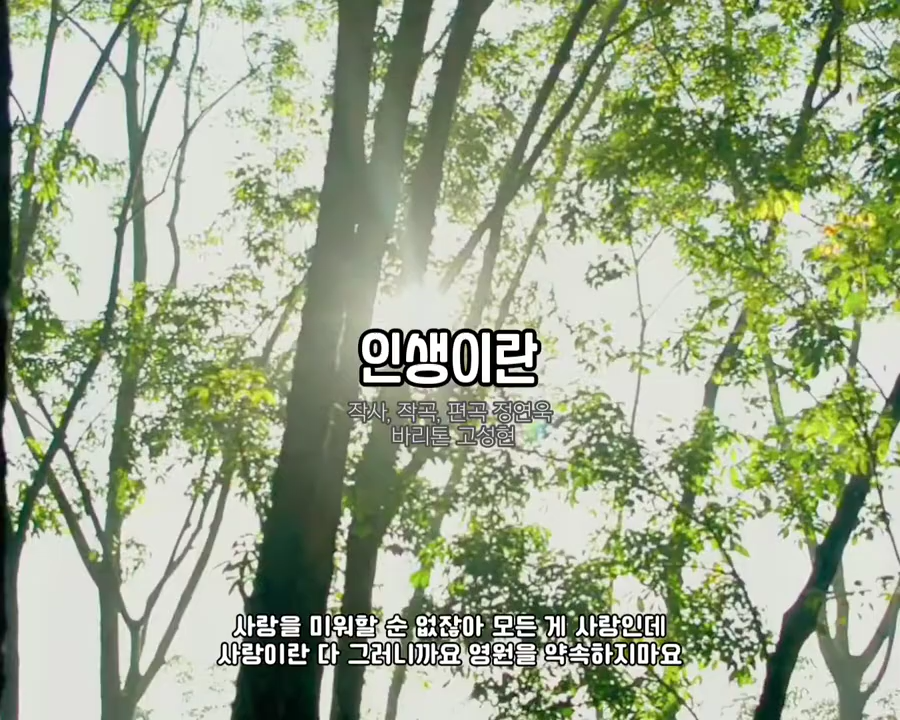 인생이란
작사, 작곡, 편곡 정연욱
바리톤 고성현
사랑을 미워할 순 없잖아 모든 게 사랑인데
사랑이란 다 그러니까요 영원을 약속하지마요